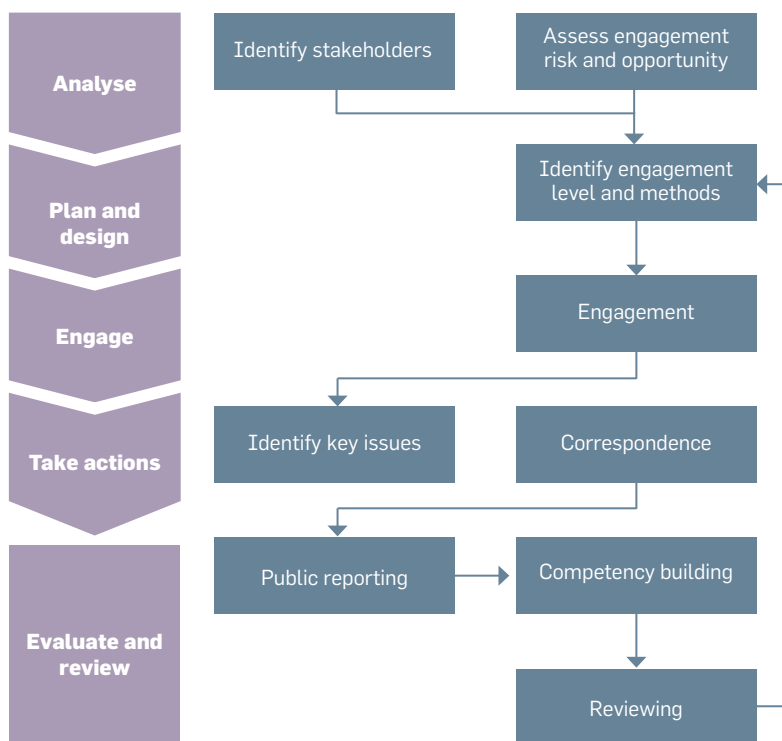 Analyse
Identify stakeholders
Assess engagement
risk and opportunity
Plan and
design
Identify engagement
level and methods
Engage
Engagement
Take actions
Identify key issues
Correspondence
Evaluate and
review
Public reporting
Competency building
Reviewing